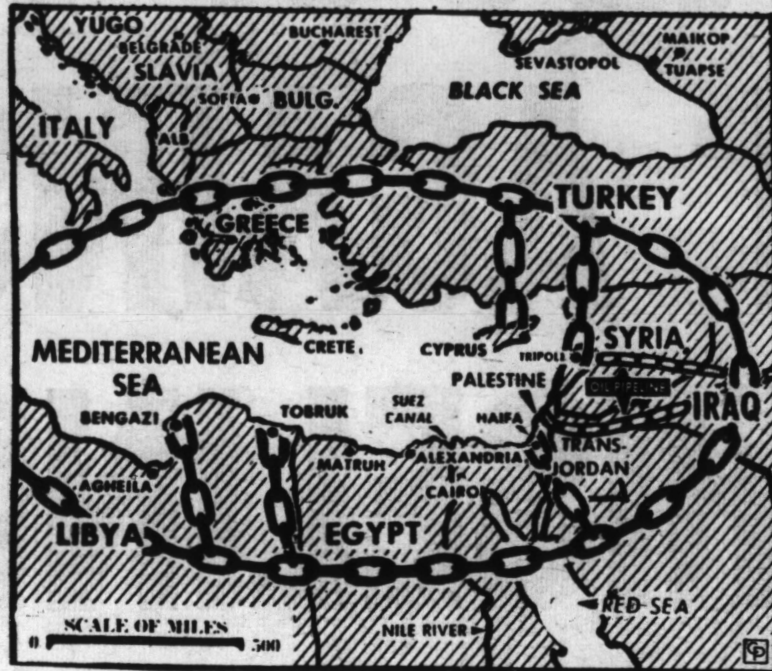 YUGO
SLAVIA
BELGRADE
BUCHAREST
SEVASTOPOL
MAIKOP
TUAPSE
BLACK SEA
SOFIA
BULG.
ITALY
ALB.
TURKEY
GREECE
CRETE
CYPRUS
TRIPOLI
SYRIA
MEDITERRANEAN
SEA
PALESTINE
OIL PIPELINE
IRAQ
BENGAZI
TOBRUK
SUEZ
CANAL
HAIFA
TRANS-
JORDAN
MATRUH
ALEXANDRIA
AGHEILA
CAIRO
LIBYA
EGYPT
RED SEA
NILE RIVER
SCALE OF MILES
0 500